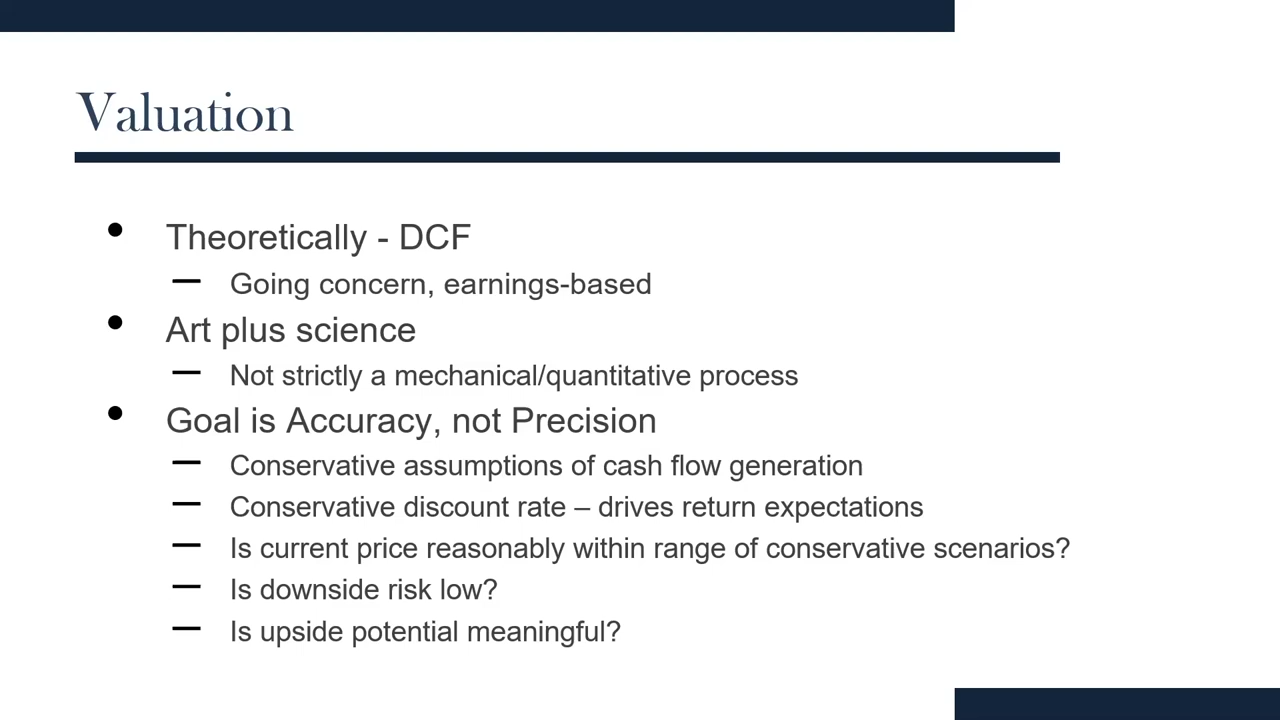 Valuation
• Theoretically - DCF
— Going concern, earnings-based
• Art plus science
— Not strictly a mechanical/quantitative process
• Goal is Accuracy, not Precision
— Conservative assumptions of cash flow generation
— Conservative discount rate – drives return expectations
— Is current price reasonably within range of conservative scenarios?
— Is downside risk low?
— Is upside potential meaningful?